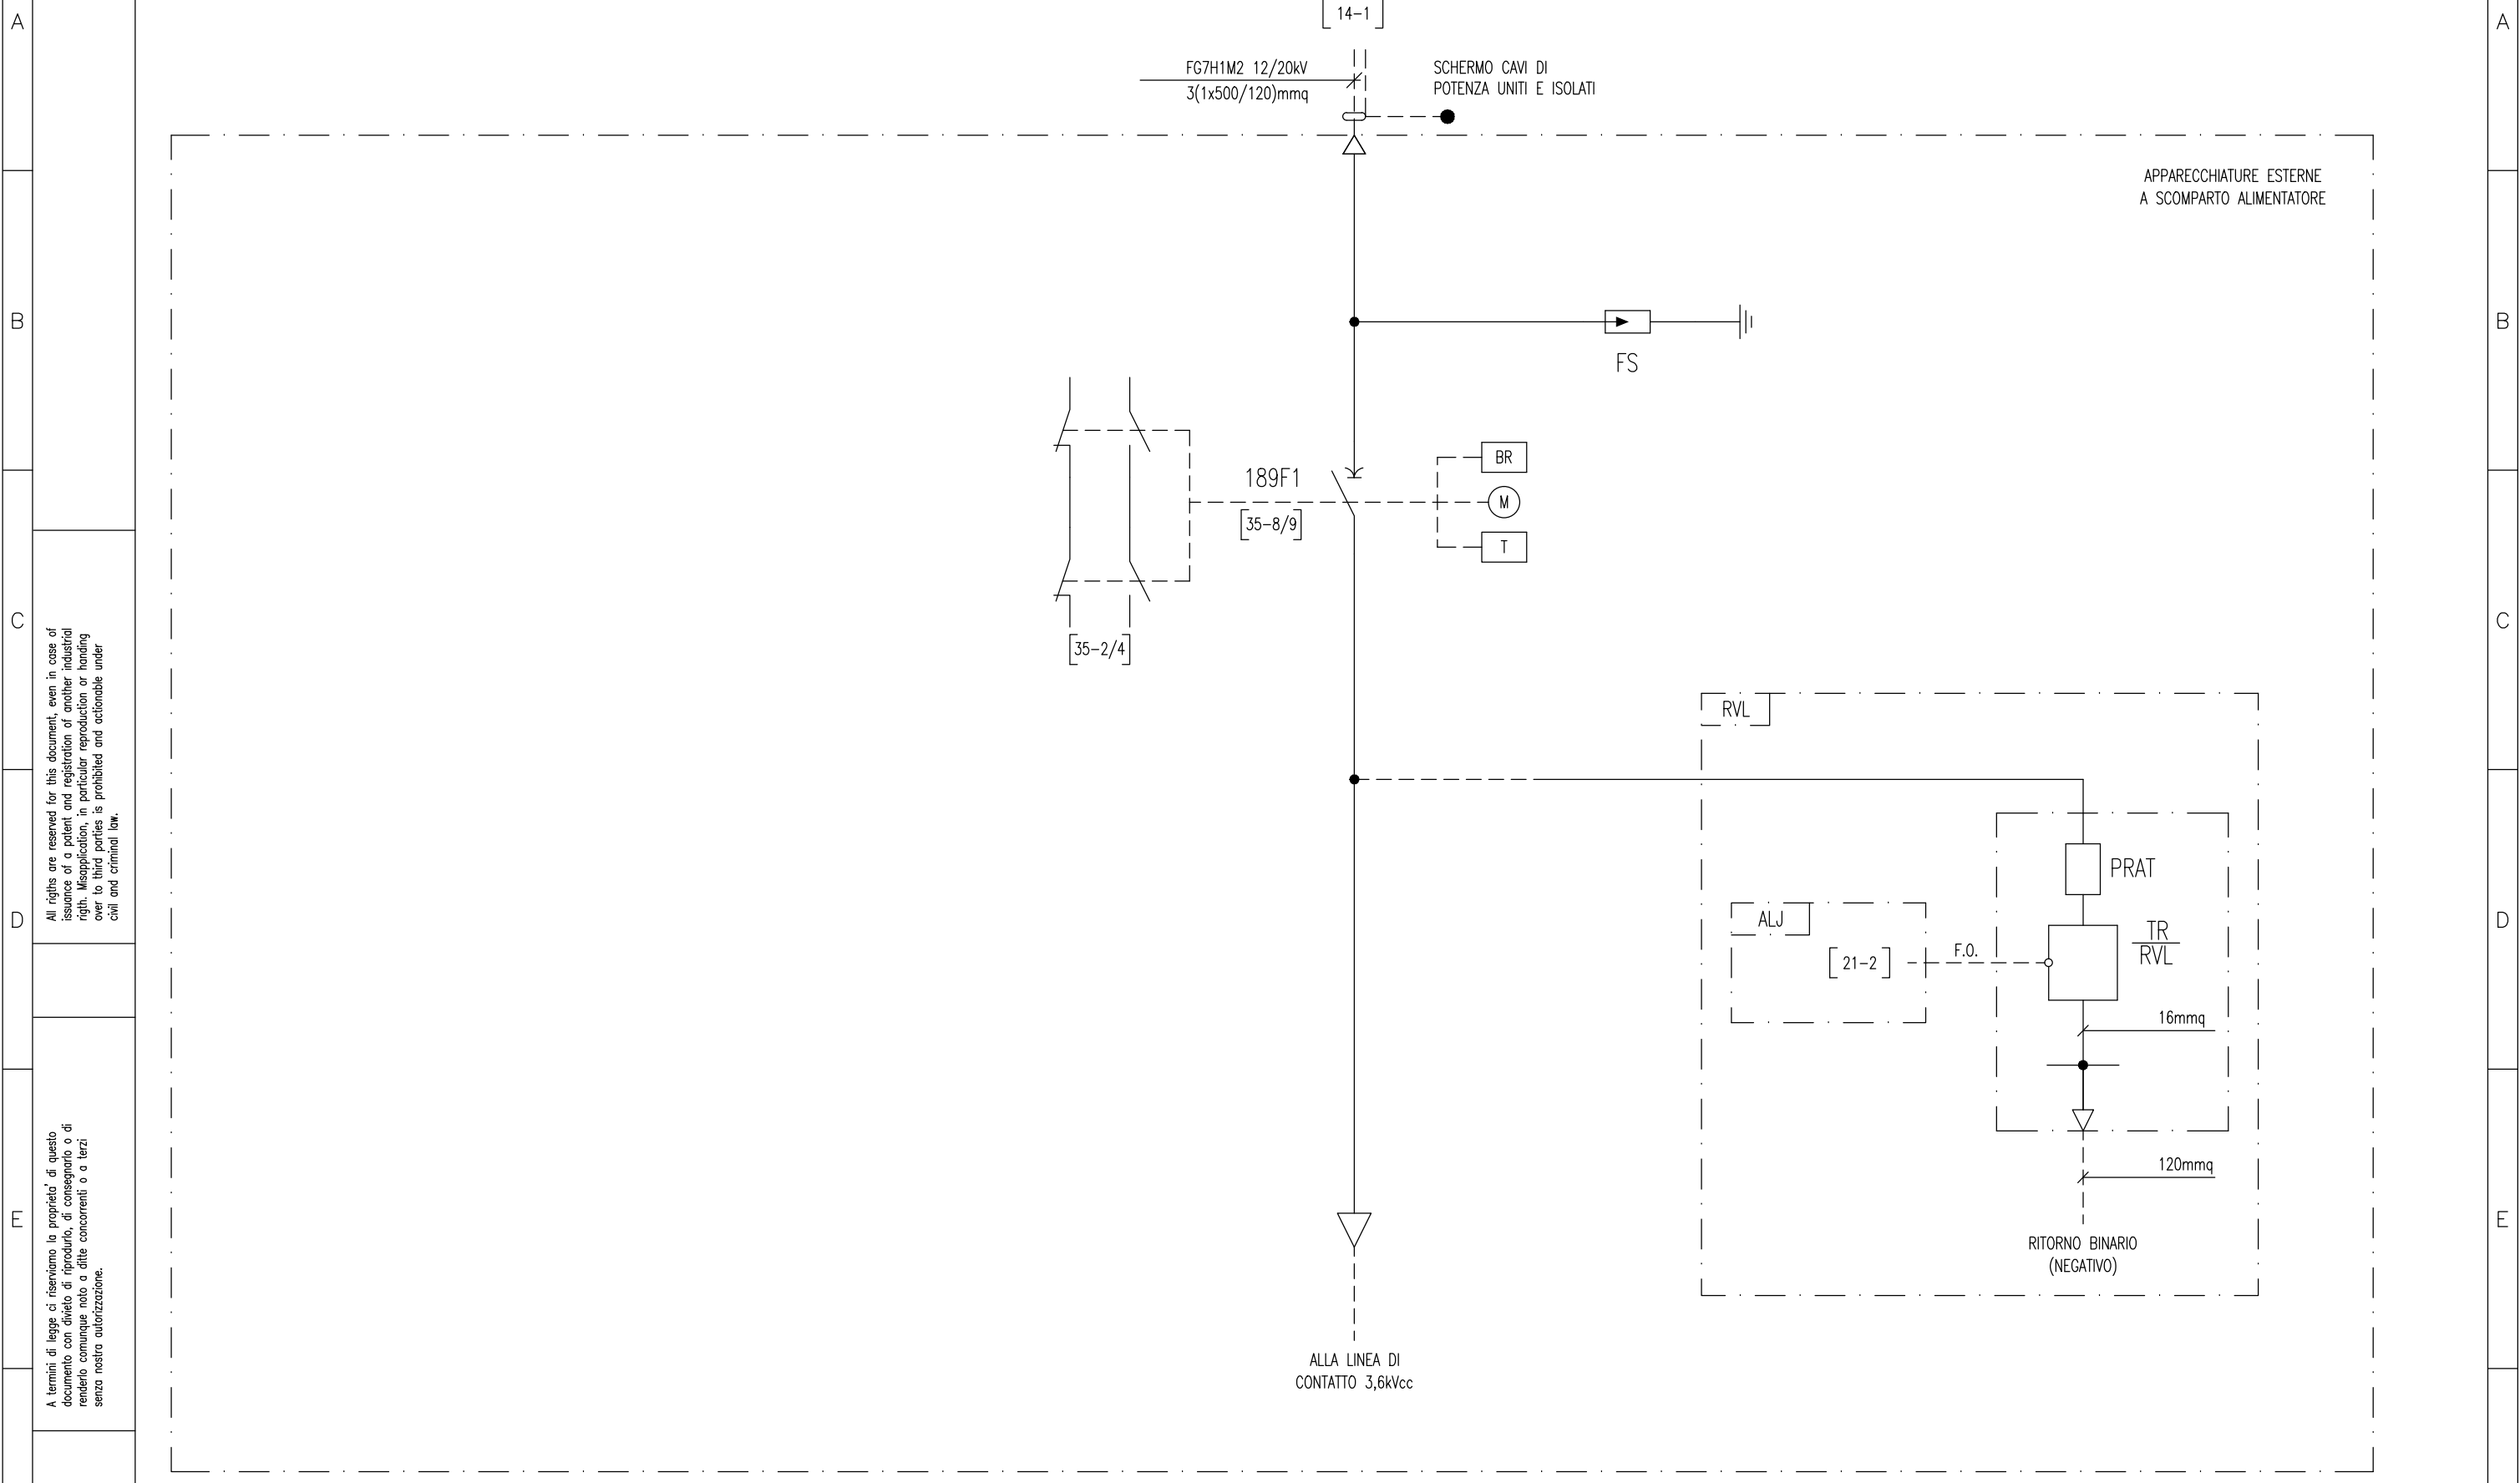 A
A
14-1
FG7H1M2 12/20kV
3(1x500/120)mmq
SCHERMO CAVI DI
POTENZA UNITI E ISOLATI
APPARECCHIATURE ESTERNE
A SCOMPARTO ALIMENTATORE
B
B
FS
189F1
[35-8/9]
BR
M
T
C
C
[35-2/4]
RVL
PRAT
ALJ
[21-2]
F.O.
TR
RVL
D
D
16mmq
120mmq
E
E
RITORNO BINARIO
(NEGATIVO)
ALLA LINEA DI
CONTATTO 3,6kVcc
All rigths are reserved for this document, even in case of
issuance of a patent and registration of another industrial
rigth. Misapplication, in particular reproduction or handing
over to third parties is prohibited and actionable under
civil and criminal law.
A termini di legge ci riserviamo la proprieta' di questo
documento con divieto di riprodurlo, di consegnarlo o di
renderlo comunque noto a ditte concorrenti o a terzi
senza nostra autorizzazione.